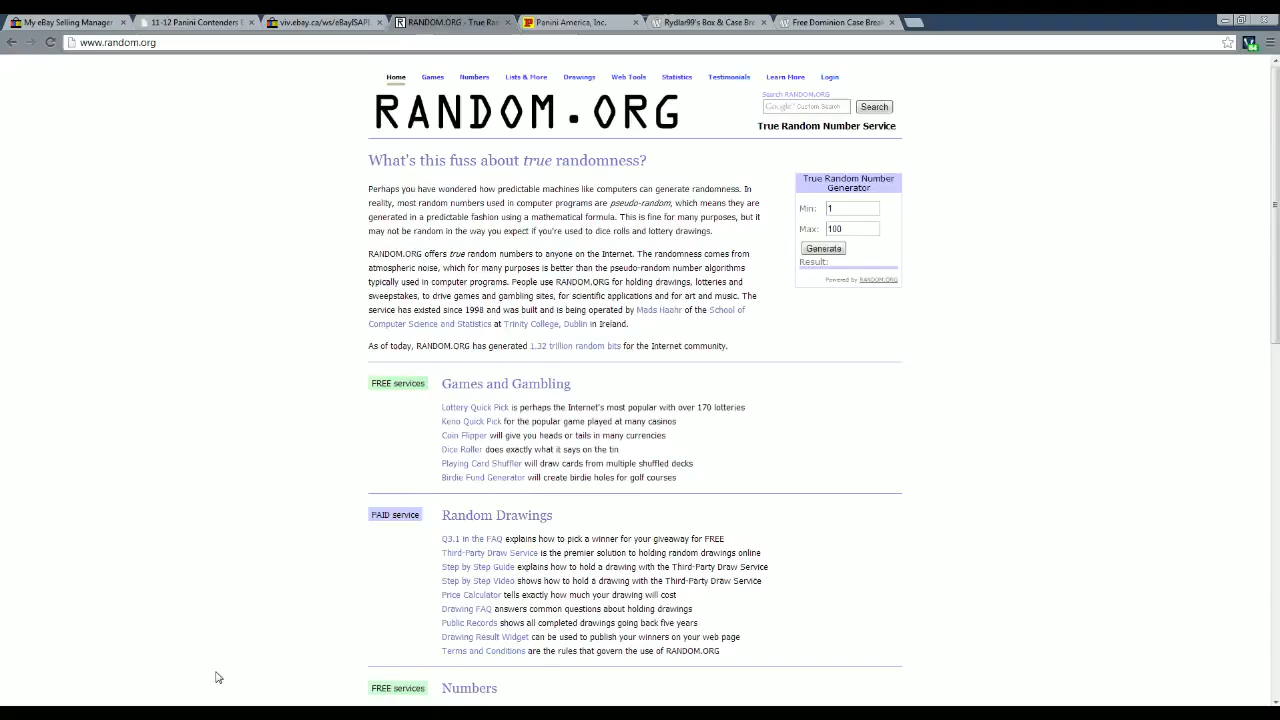 My eBay Selling Manager
11-12 Panini Contenders E
viv.ebay.ca/ws/eBayISAPI
RANDOM.ORG - True Ran
Panini America, Inc.
Rydlar99's Box & Case Bre
Free Dominion Case Break
www.random.org
Home Games Numbers Lists & More Drawings Web Tools Statistics Testimonials Learn More Login
RANDOM.ORG
Search RANDOM.ORG
Google™ Custom Search
Search
True Random Number Service
What's this fuss about true randomness?
Perhaps you have wondered how predictable machines like computers can generate randomness. In
reality, most random numbers used in computer programs are pseudo-random, which means they are
generated in a predictable fashion using a mathematical formula. This is fine for many purposes, but it
may not be random in the way you expect if you're used to dice rolls and lottery drawings.
RANDOM.ORG offers true random numbers to anyone on the Internet. The randomness comes from
atmospheric noise, which for many purposes is better than the pseudo-random number algorithms
typically used in computer programs. People use RANDOM.ORG for holding drawings, lotteries and
sweepstakes, to drive games and gambling sites, for scientific applications and for art and music. The
service has existed since 1998 and was built and is being operated by Mads Haahr of the School of
Computer Science and Statistics at Trinity College, Dublin in Ireland.
As of today, RANDOM.ORG has generated 1.32 trillion random bits for the Internet community.
True Random Number
Generator
Min: 1
Max: 100
Generate
Result:
Powered by RANDOM.ORG
FREE services
Games and Gambling
Lottery Quick Pick is perhaps the Internet's most popular with over 170 lotteries
Keno Quick Pick for the popular game played at many casinos
Coin Flipper will give you heads or tails in many currencies
Dice Roller does exactly what it says on the tin
Playing Card Shuffler will draw cards from multiple shuffled decks
Birdie Fund Generator will create birdie holes for golf courses
PAID service
Random Drawings
Q3.1 in the FAQ explains how to pick a winner for your giveaway for FREE
Third-Party Draw Service is the premier solution to holding random drawings online
Step by Step Guide explains how to hold a drawing with the Third-Party Draw Service
Step by Step Video shows how to hold a drawing with the Third-Party Draw Service
Price Calculator tells exactly how much your drawing will cost
Drawing FAQ answers common questions about holding drawings
Public Records shows all completed drawings going back five years
Drawing Result Widget can be used to publish your winners on your web page
Terms and Conditions are the rules that govern the use of RANDOM.ORG
FREE services
Numbers